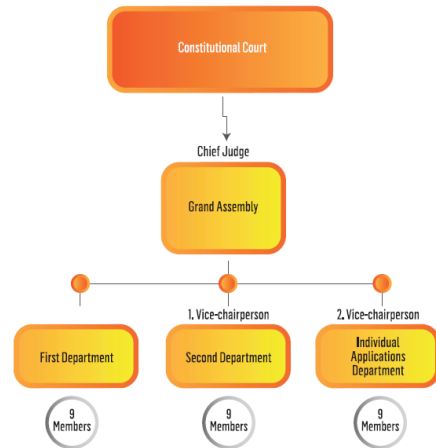 Constitutional Court
Chief Judge
Grand Assembly
1. Vice-chairperson
2. Vice-chairperson
First Department
Second Department
Individual
Applications
Department
9
Members
9
Members
9
Members